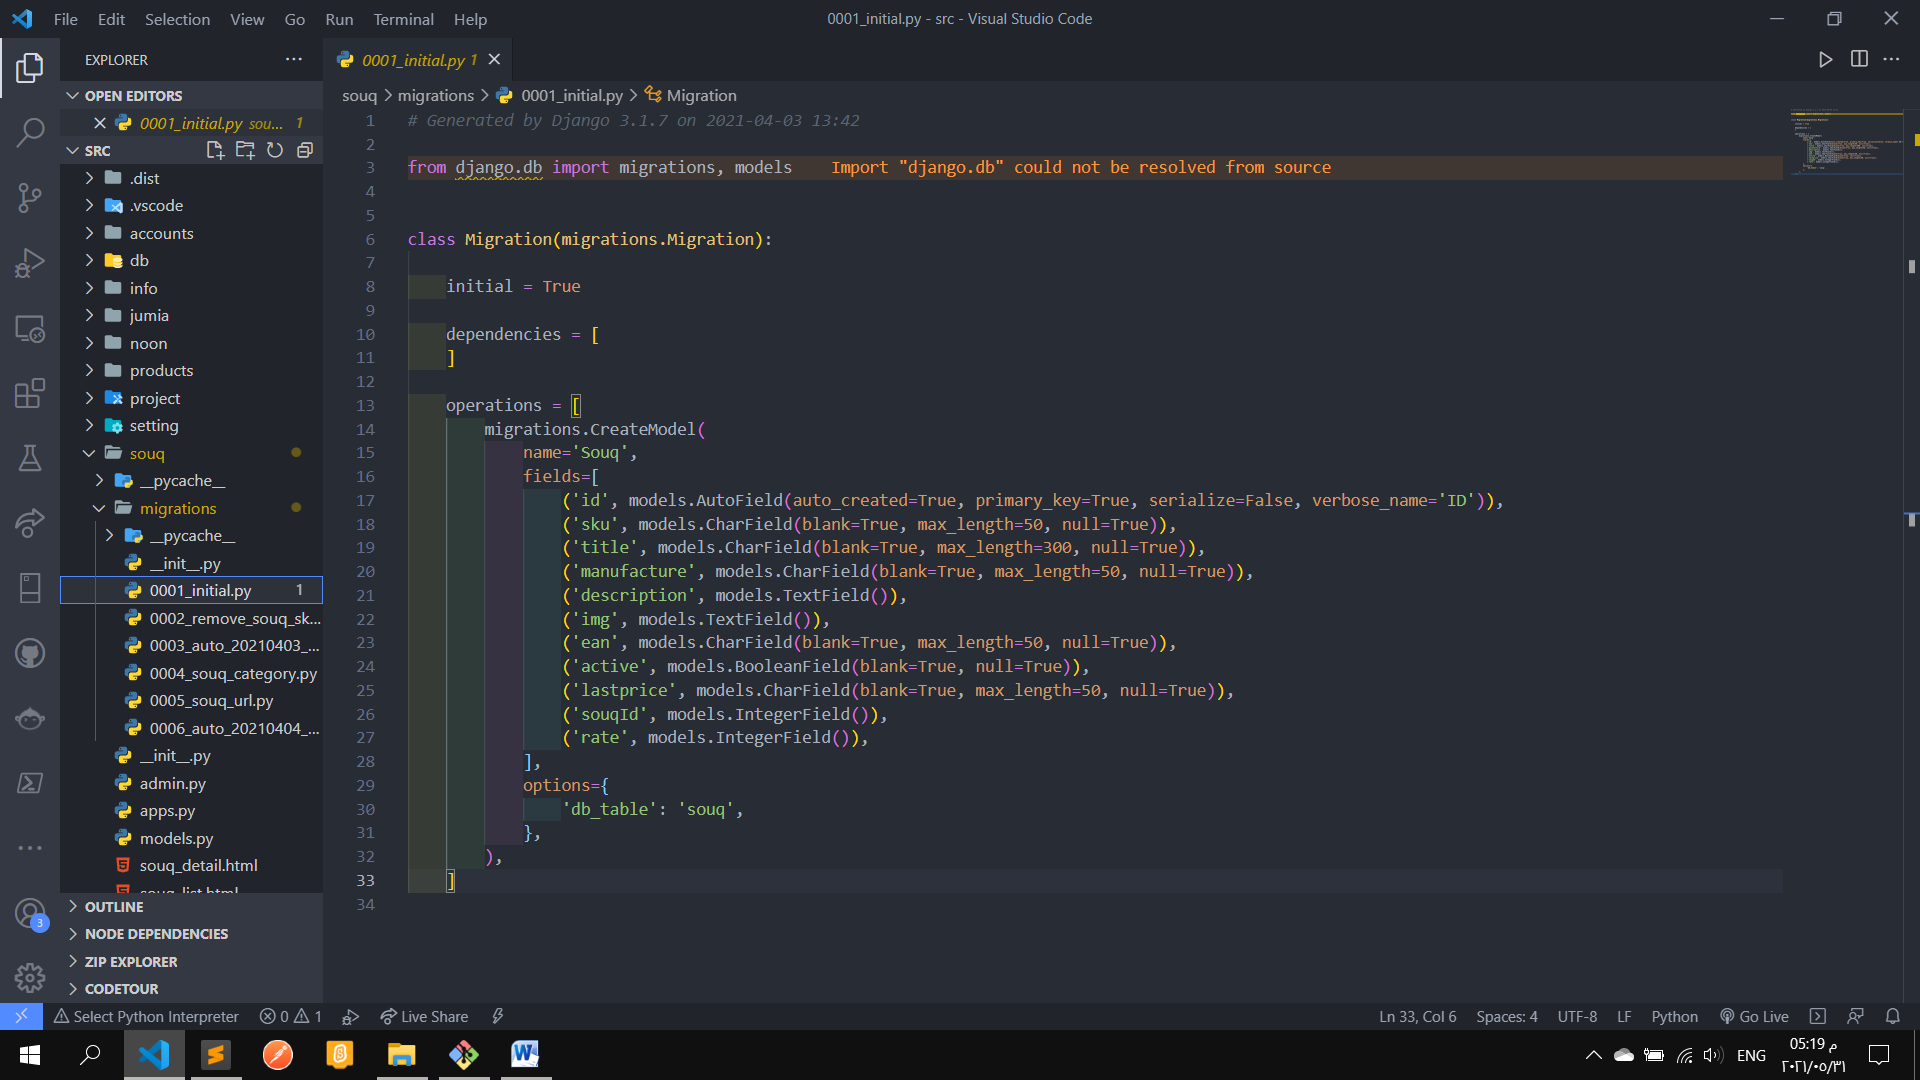 File Edit Selection View Go Run Terminal Help
0001_initial.py - src - Visual Studio Code
EXPLORER
OPEN EDITORS
0001_initial.py sou... 1
SRC
.dist
.vscode
accounts
db
info
jumia
noon
products
project
setting
souq
__pycache__
migrations
__pycache__
__init__.py
0001_initial.py 1
0002_remove_souq_sk...
0003_auto_20210403_...
0004_souq_category.py
0005_souq_url.py
0006_auto_20210404_...
__init__.py
admin.py
apps.py
models.py
souq_detail.html
souq_list.html
OUTLINE
NODE DEPENDENCIES
ZIP EXPLORER
CODETOUR
3
0001_initial.py 1
souq > migrations > 0001_initial.py > Migration
1 # Generated by Django 3.1.7 on 2021-04-03 13:42
2
3 from django.db import migrations, models Import "django.db" could not be resolved from source
4
5
6 class Migration(migrations.Migration):
7
8 initial = True
9
10 dependencies = [
11 ]
12
13 operations = [
14 migrations.CreateModel(
15 name='Souq',
16 fields=[
17 ('id', models.AutoField(auto_created=True, primary_key=True, serialize=False, verbose_name='ID')),
18 ('sku', models.CharField(blank=True, max_length=50, null=True)),
19 ('title', models.CharField(blank=True, max_length=300, null=True)),
20 ('manufacture', models.CharField(blank=True, max_length=50, null=True)),
21 ('description', models.TextField()),
22 ('img', models.TextField()),
23 ('ean', models.CharField(blank=True, max_length=50, null=True)),
24 ('active', models.BooleanField(blank=True, null=True)),
25 ('lastprice', models.CharField(blank=True, max_length=50, null=True)),
26 ('souqId', models.IntegerField()),
27 ('rate', models.IntegerField()),
28 ],
29 options={
30 'db_table': 'souq',
31 },
32 ),
33 ]
34
Select Python Interpreter 0 1 Live Share
Ln 33, Col 6 Spaces: 4 UTF-8 LF Python Go Live
ENG
05:19 م
٢٠٢١/٠٥/٣١